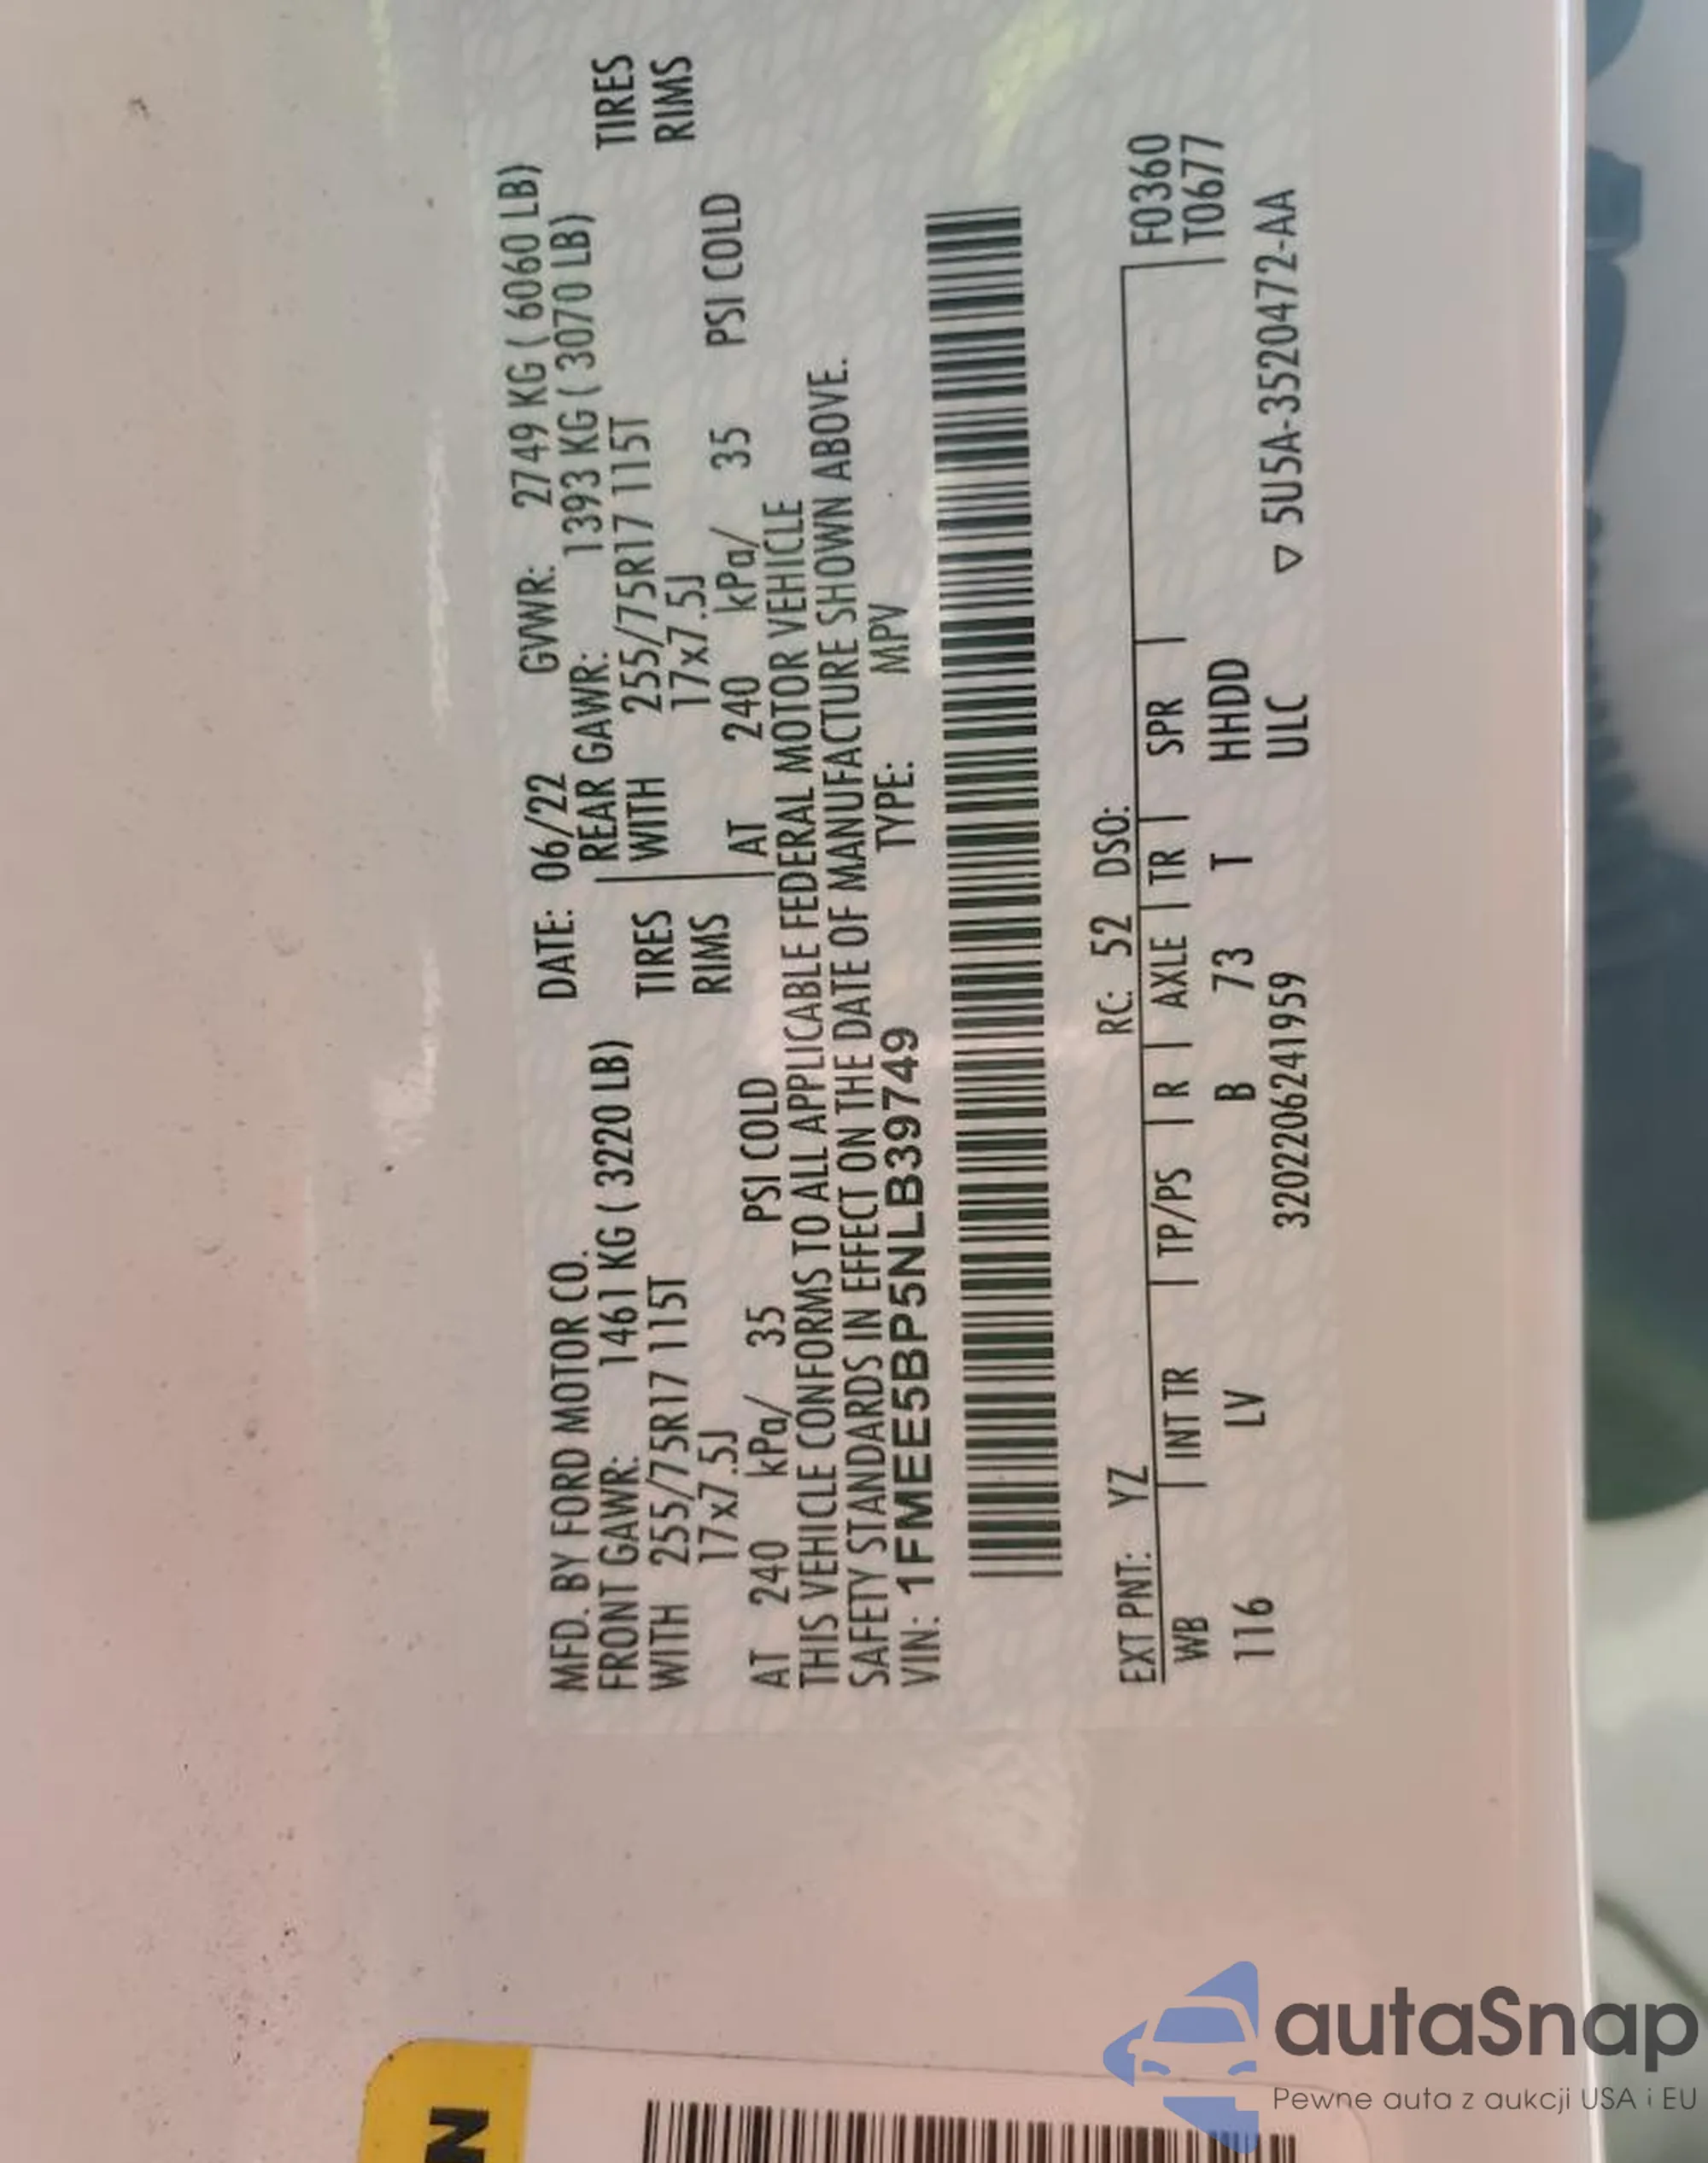 MFD. BY FORD MOTOR CO. DATE: 06/22 GVWR: 2749 KG ( 6060 LB)
FRONT GAWR: 1461 KG ( 3220 LB) REAR GAWR: 1393 KG ( 3070 LB)
WITH 255/75R17 115T TIRES WITH 255/75R17 115T TIRES
17x7.5J RIMS 17x7.5J RIMS
AT 240 kPa/ 35 PSI COLD AT 240 kPa/ 35 PSI COLD
THIS VEHICLE CONFORMS TO ALL APPLICABLE FEDERAL MOTOR VEHICLE
SAFETY STANDARDS IN EFFECT ON THE DATE OF MANUFACTURE SHOWN ABOVE.
VIN: 1FMEE5BP5NLB39749 TYPE: MPV
EXT PNT: YZ RC: 52 DSO: F0360
WB | INT TR | TP/PS | R | AXLE | TR | SPR | T0677
116 LV B 73 T HHDD
320220624195​9 ULC ▽ 5U5A-3520472-AA
N
autaSnap
Pewne auta z aukcji USA i EU